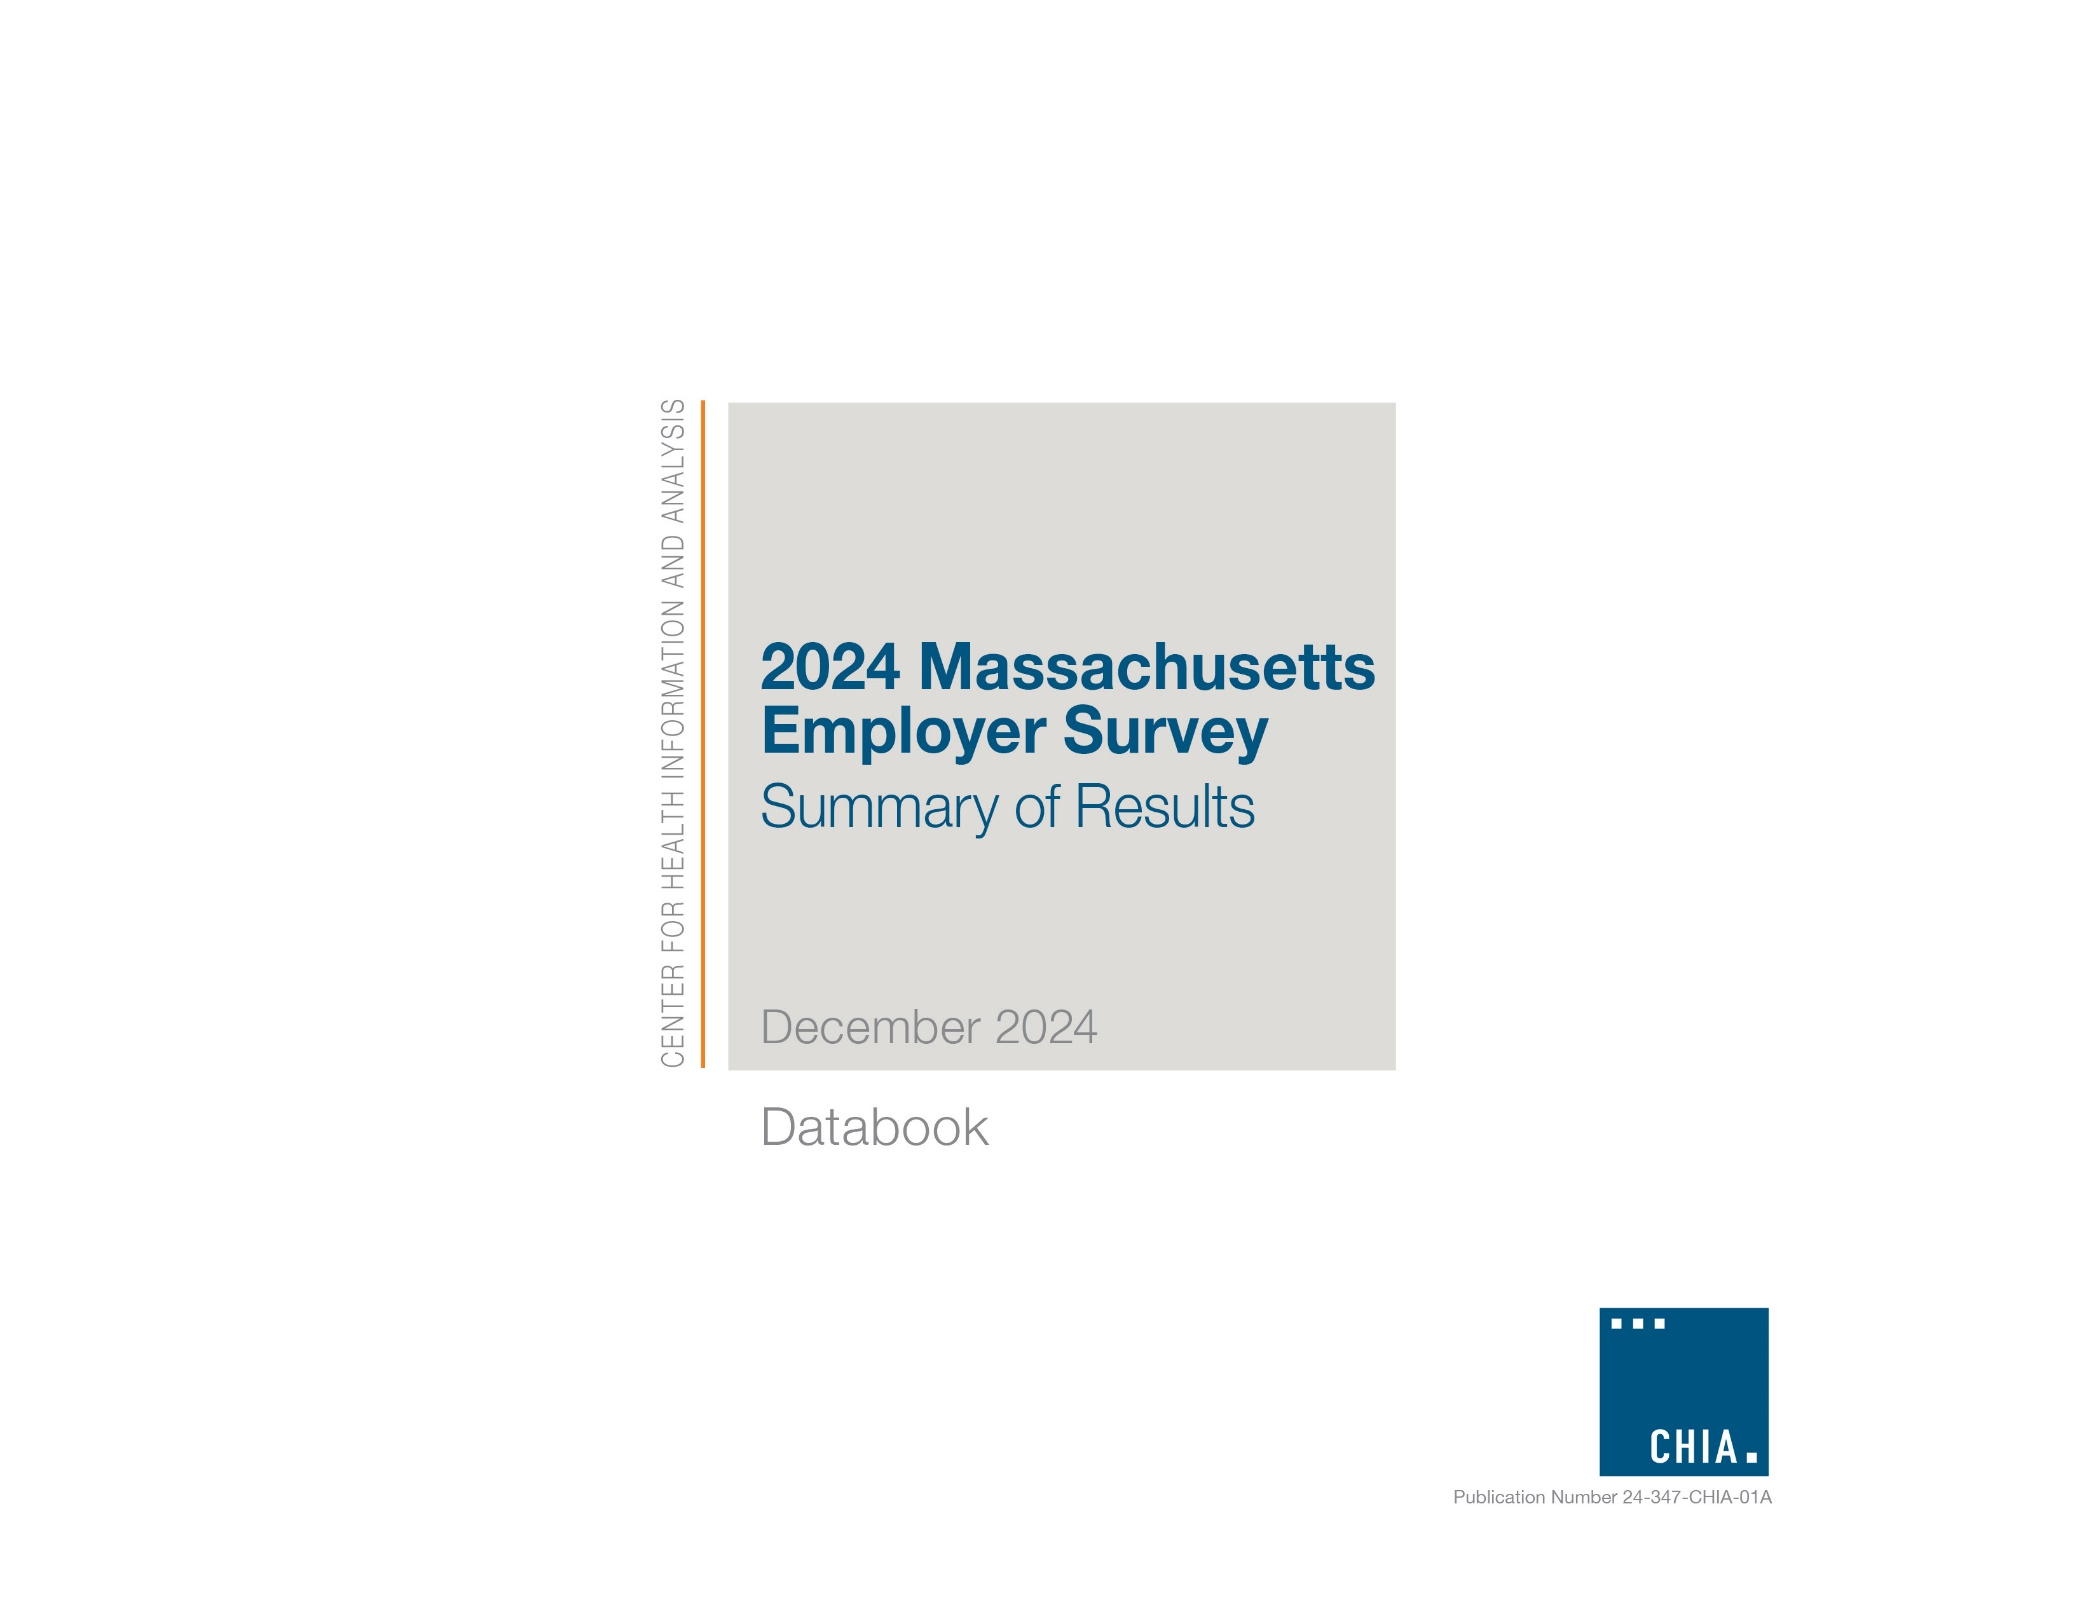 CENTER FOR HEALTH INFORMATION AND ANALYSIS
2024 Massachusetts
Employer Survey
Summary of Results
December 2024
Databook
CHIA.
Publication Number 24-347-CHIA-01A